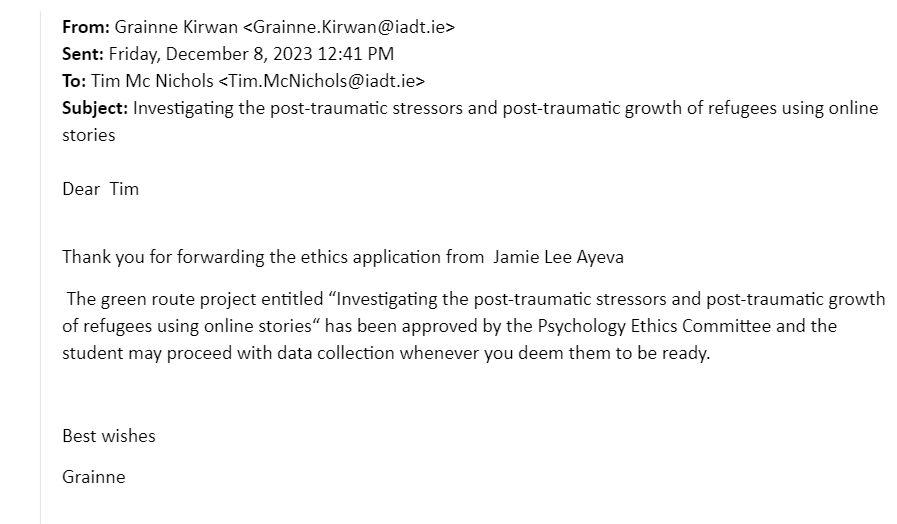 From: Grainne Kirwan <Grainne.Kirwan@iadt.ie>
Sent: Friday, December 8, 2023 12:41 PM
To: Tim Mc Nichols <Tim.McNichols@iadt.ie>
Subject: Investigating the post-traumatic stressors and post-traumatic growth of refugees using online
stories
Dear  Tim
Thank you for forwarding the ethics application from  Jamie Lee Ayeva
The green route project entitled “Investigating the post-traumatic stressors and post-traumatic growth
of refugees using online stories“ has been approved by the Psychology Ethics Committee and the
student may proceed with data collection whenever you deem them to be ready.
Best wishes
Grainne